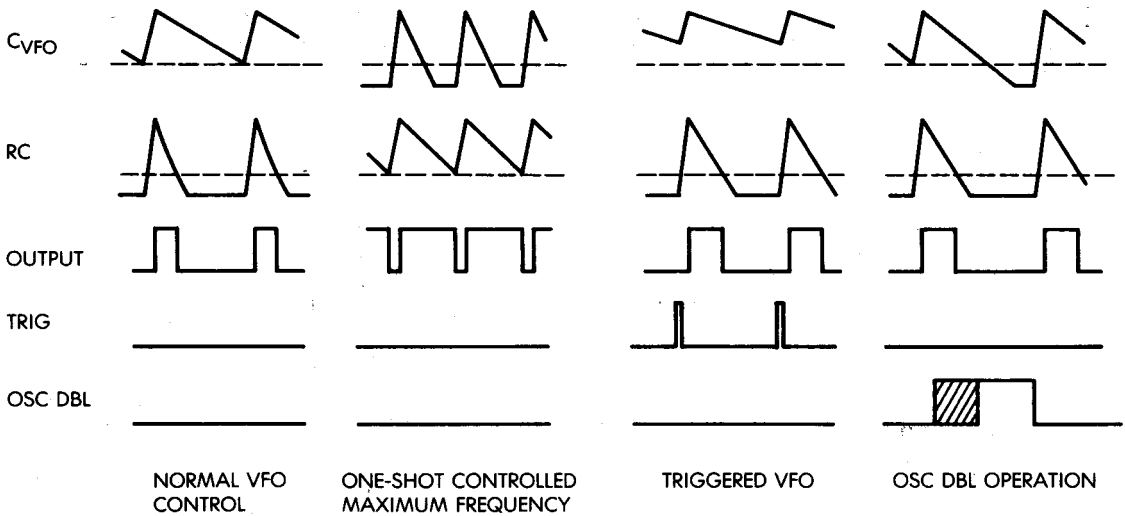 CVFO
RC
OUTPUT
TRIG
OSC DBL
NORMAL VFO
CONTROL
ONE-SHOT CONTROLLED
MAXIMUM FREQUENCY
TRIGGERED VFO
OSC DBL OPERATION